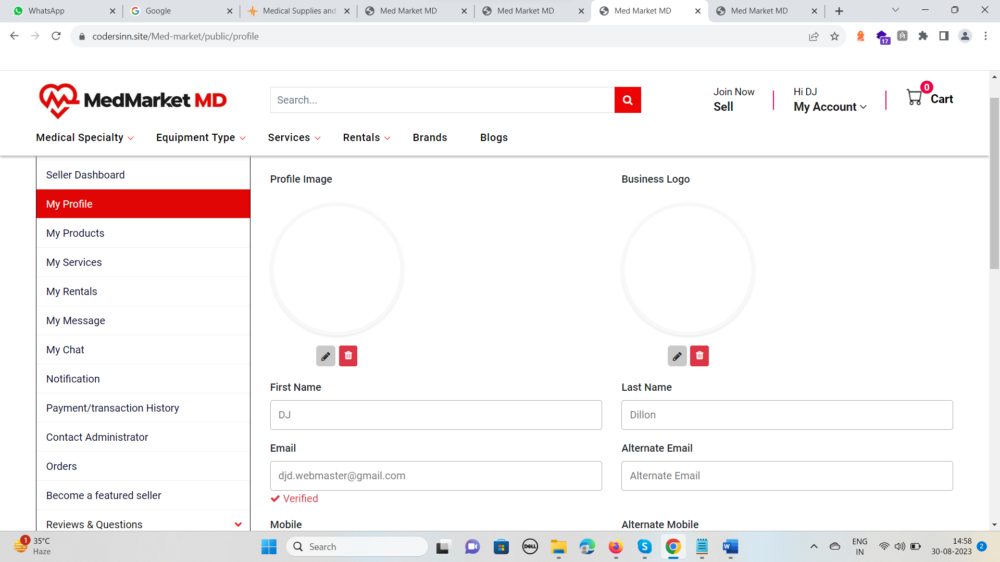 WhatsApp
Google
Medical Supplies and
Med Market MD
Med Market MD
Med Market MD
Med Market MD
codersinn.site/Med-market/public/profile
17
MedMarket MD
Search...
Join Now
Sell
Hi DJ
My Account
0
Cart
Medical Specialty
Equipment Type
Services
Rentals
Brands
Blogs
Seller Dashboard
My Profile
My Products
My Services
My Rentals
My Message
My Chat
Notification
Payment/transaction History
Contact Administrator
Orders
Become a featured seller
Reviews & Questions
Profile Image
Business Logo
First Name
Last Name
DJ
Dillon
Email
Alternate Email
djd.webmaster@gmail.com
Alternate Email
Verified
Mobile
Alternate Mobile
1
35°C
Haze
Search
DELL
S
W
ENG
IN
14:58
30-08-2023
2